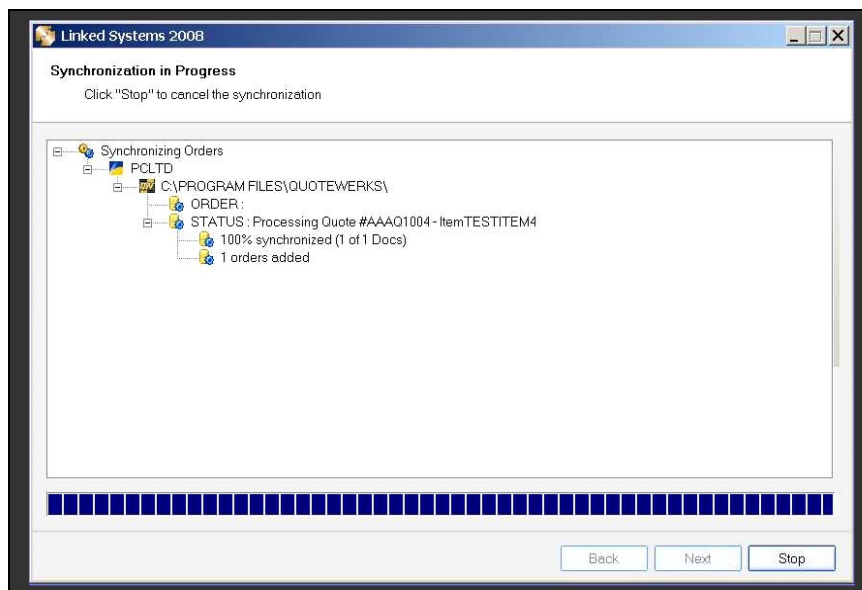 Linked Systems 2008
Synchronization in Progress
Click "Stop" to cancel the synchronization
Synchronizing Orders
PCLTD
C:\PROGRAM FILES\QUOTEWERKS\
ORDER :
STATUS : Processing Quote #AAAQ1004 - ItemTESTITEM4
100% synchronized (1 of 1 Docs)
1 orders added
Back Next Stop